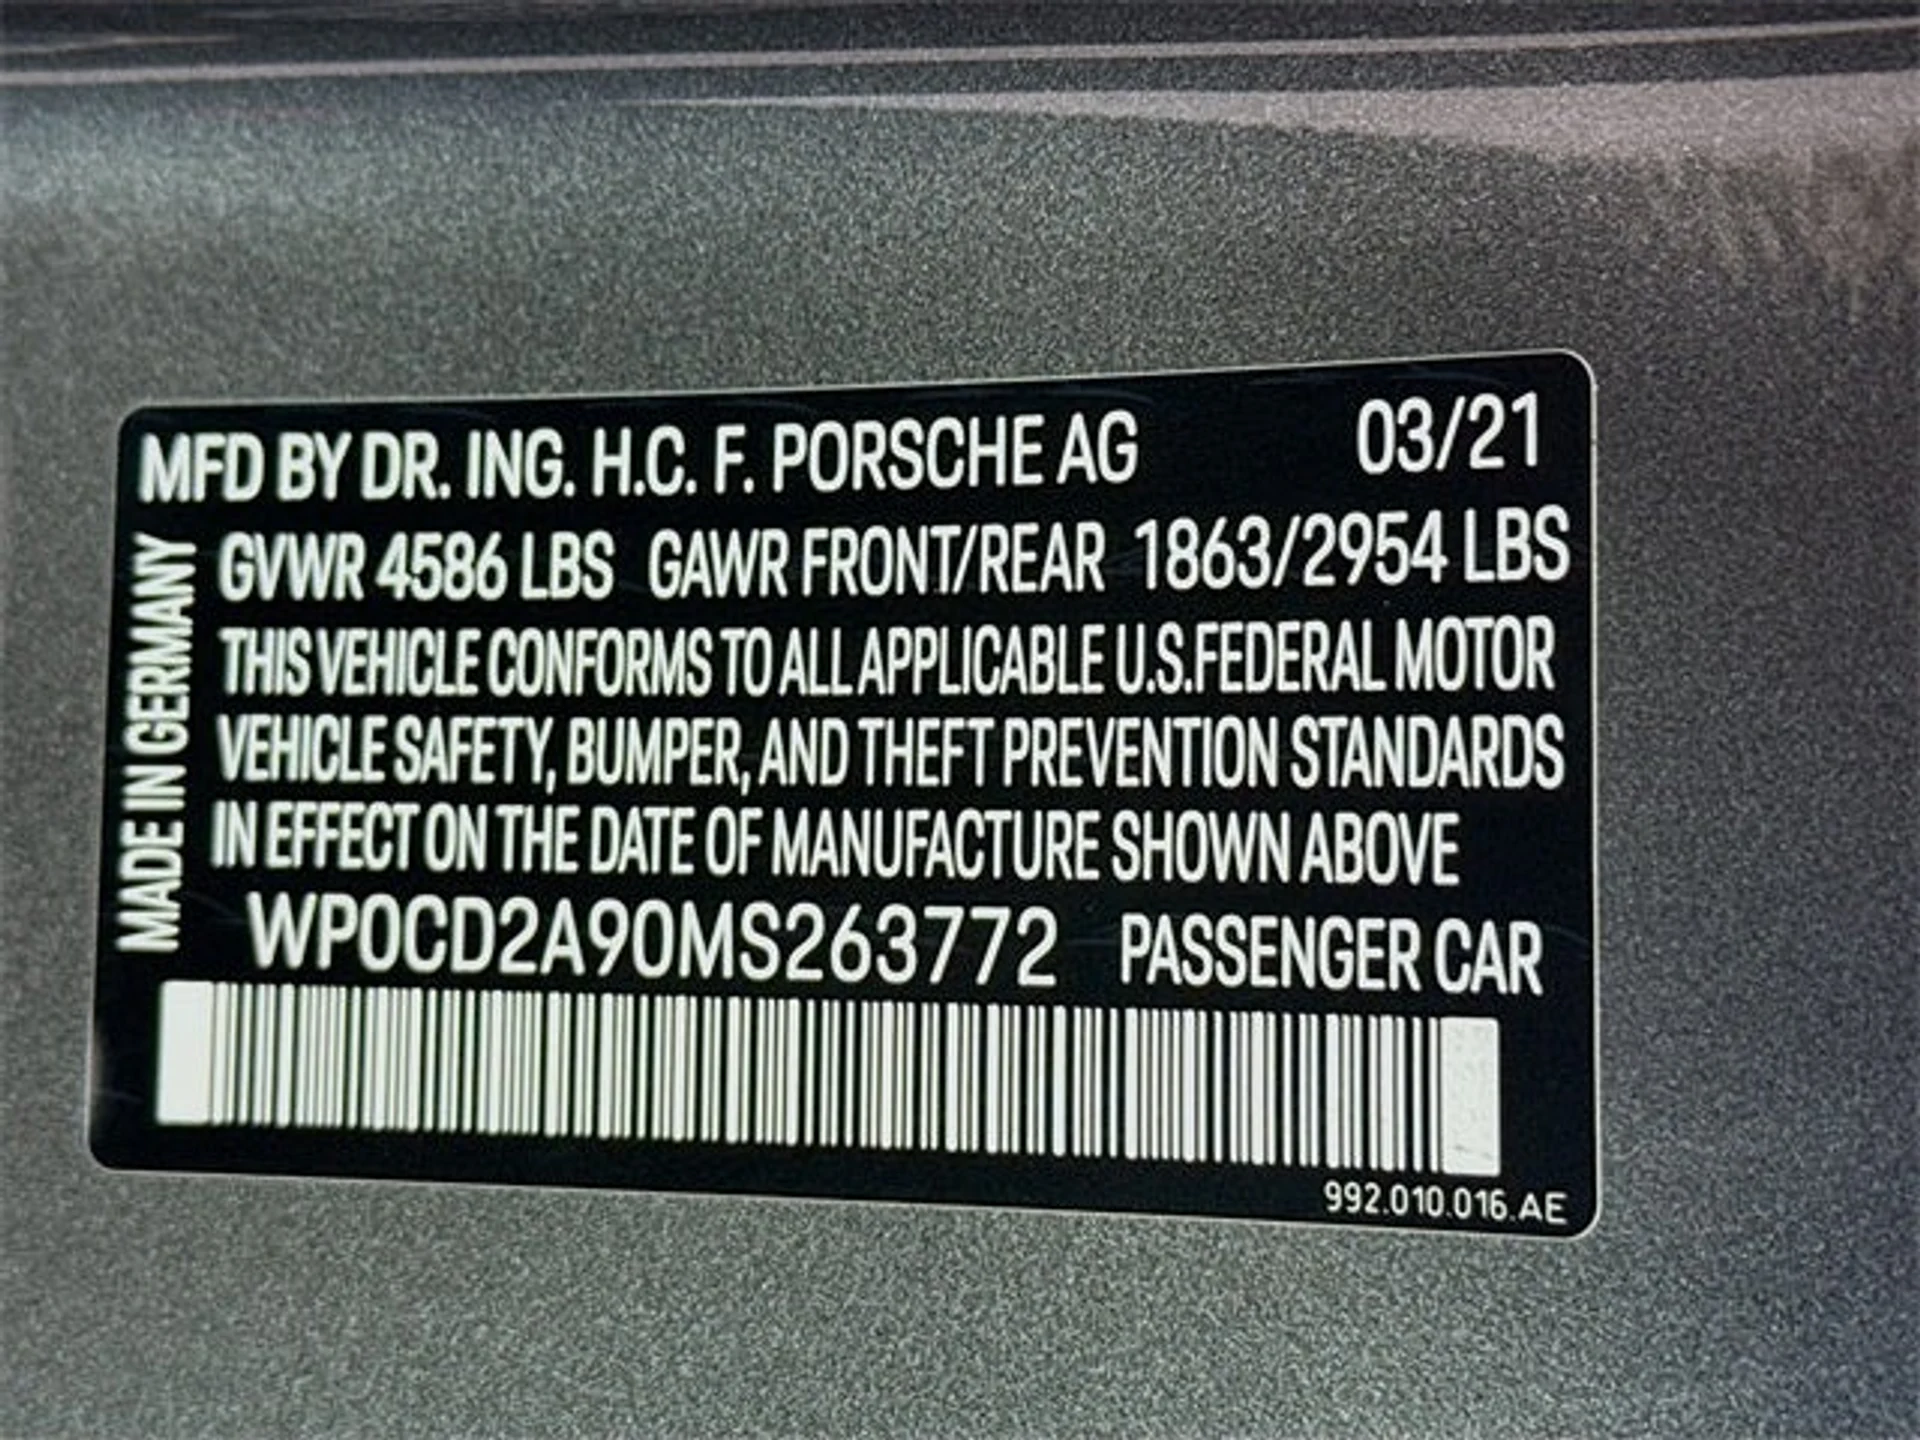 MFD BY DR. ING. H.C. F. PORSCHE AG 03/21
GVWR 4586 LBS GAWR FRONT/REAR 1863/2954 LBS
THIS VEHICLE CONFORMS TO ALL APPLICABLE U.S.FEDERAL MOTOR
VEHICLE SAFETY, BUMPER, AND THEFT PREVENTION STANDARDS
IN EFFECT ON THE DATE OF MANUFACTURE SHOWN ABOVE
WP0CD2A90MS263772 PASSENGER CAR
MADE IN GERMANY
992.010.016.AE